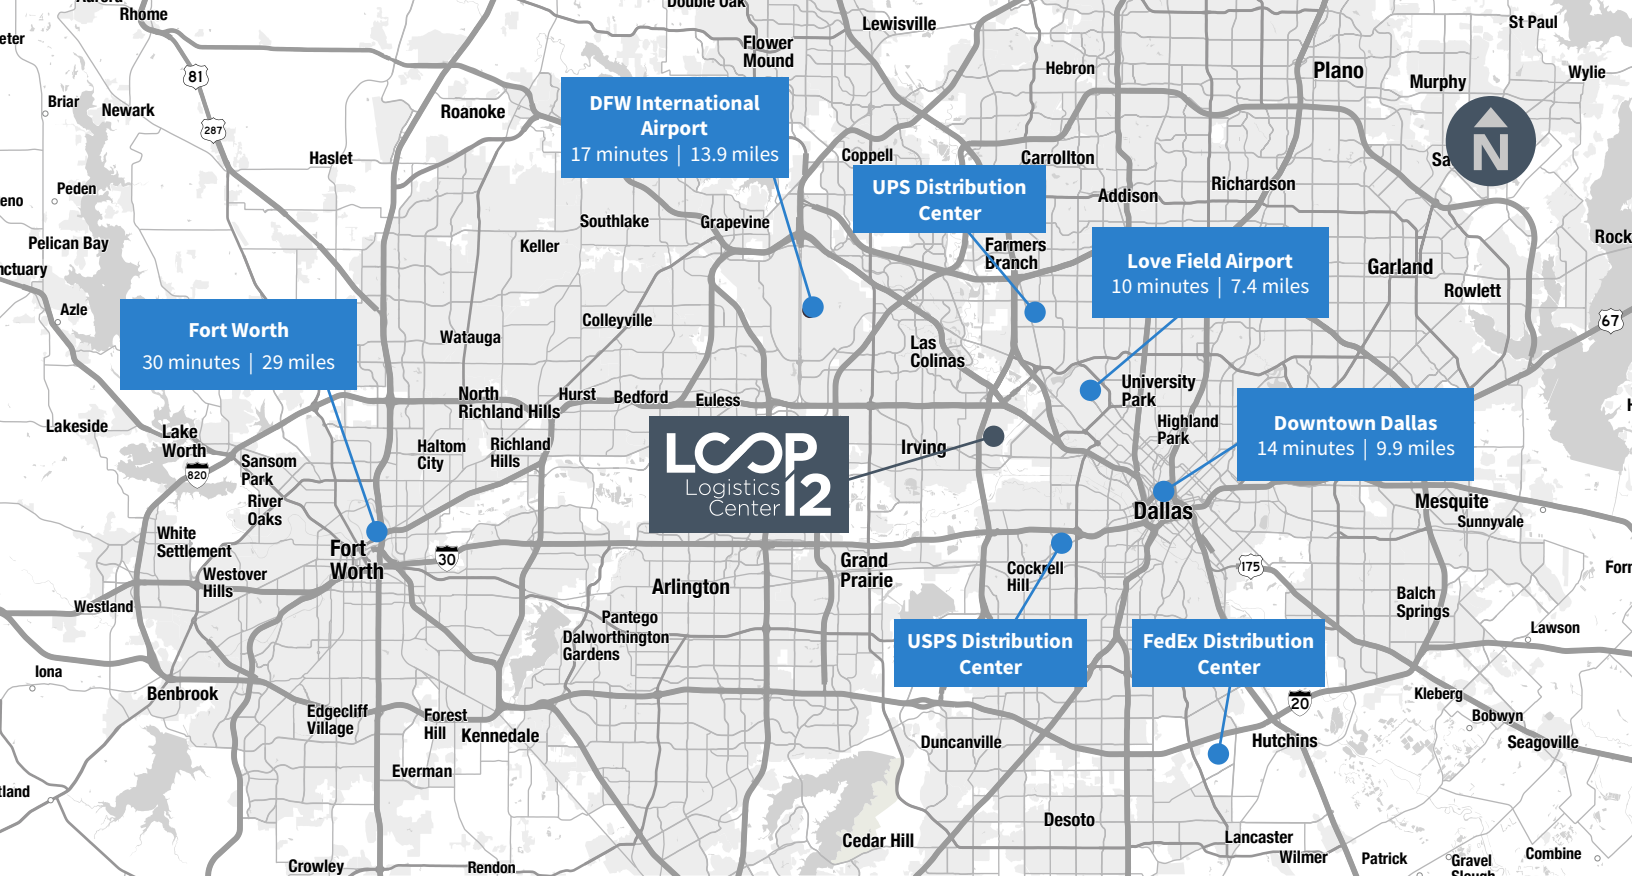 Rhome
Double Oak
Lewisville
St Paul
Flower
Mound
Hebron
Plano
Murphy
Wylie
81
Briar
Newark
287
Roanoke
DFW International
Airport
17 minutes | 13.9 miles
Haslet
Coppell
Carrollton
N
Peden
UPS Distribution
Center
Addison
Richardson
Southlake
Grapevine
Keller
Pelican Bay
Farmers
Branch
Love Field Airport
10 minutes | 7.4 miles
Garland
Rowlett
Azle
67
Fort Worth
30 minutes | 29 miles
Watauga
Colleyville
Las
Colinas
University
Park
North
Richland Hills
Hurst
Bedford
Euless
Lakeside
Lake
Worth
Haltom
City
Richland
Hills
LOOP
Logistics
Center
12
Irving
Highland
Park
Downtown Dallas
14 minutes | 9.9 miles
820
Sansom
Park
River
Oaks
Dallas
Mesquite
Sunnyvale
White
Settlement
Fort
Worth
30
Grand
Prairie
Cockrell
Hill
175
Westover
Hills
Westland
Arlington
Balch
Springs
Pantego
Dalworthington
Gardens
USPS Distribution
Center
FedEx Distribution
Center
Lawson
Iona
Benbrook
Kleberg
20
Edgecliff
Village
Forest
Hill
Kennedale
Duncanville
Hutchins
Bobwyn
Seagoville
Everman
Cedar Hill
Desoto
Lancaster
Wilmer
Patrick
Gravel
Slough
Combine
Crowley
Rendon